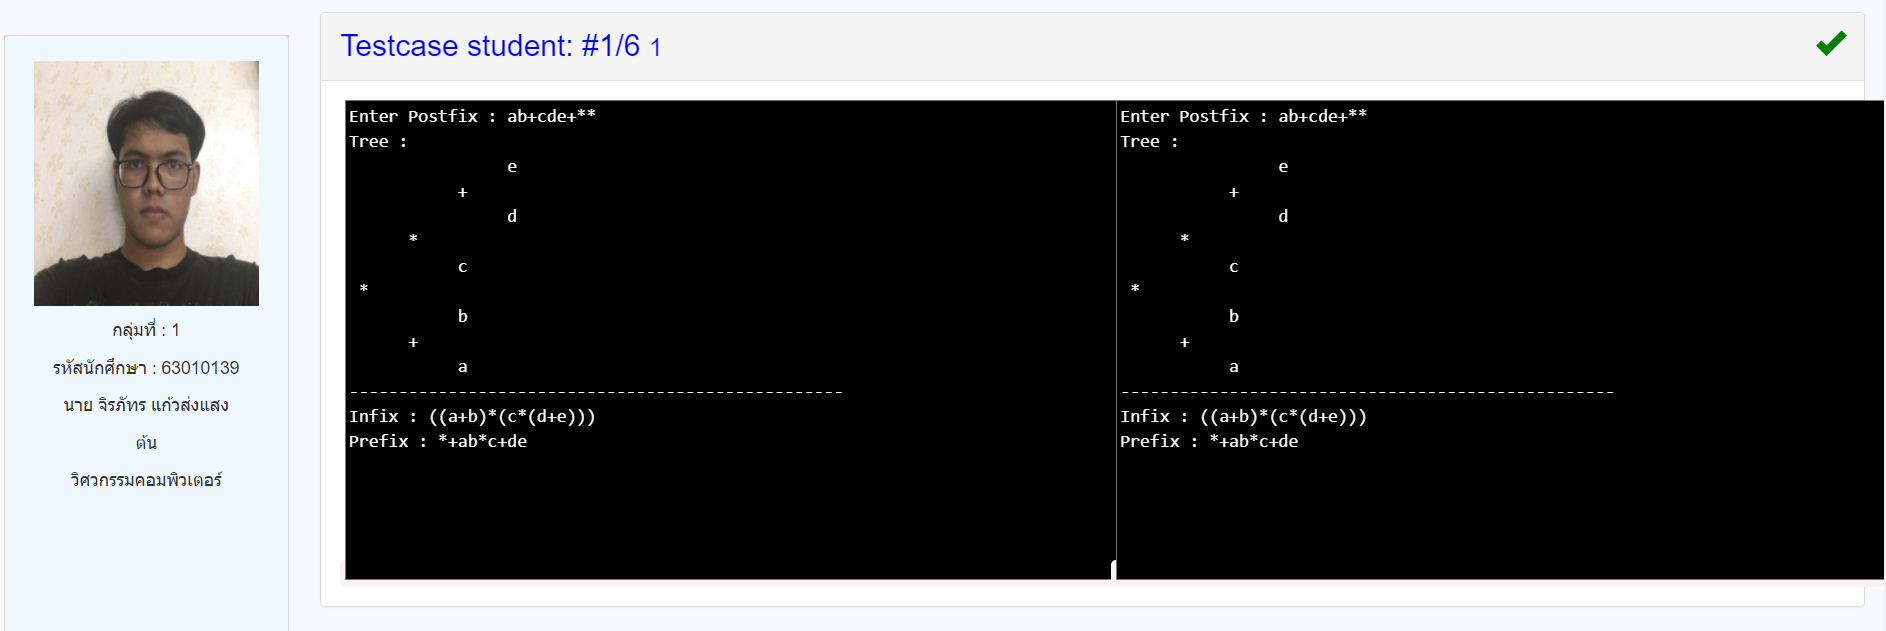 กลุ่มที่ : 1
รหัสนักศึกษา : 63010139
นาย จิรภัทร แก้วส่งแสง
ต้น
วิศวกรรมคอมพิวเตอร์
Testcase student: #1/6 1
Enter Postfix : ab+cde+**
Tree :
e
+
d
*
c
*
b
+
a
--------------------------------------------------
Infix : ((a+b)*(c*(d+e)))
Prefix : *+ab*c+de
Enter Postfix : ab+cde+**
Tree :
e
+
d
*
c
*
b
+
a
--------------------------------------------------
Infix : ((a+b)*(c*(d+e)))
Prefix : *+ab*c+de